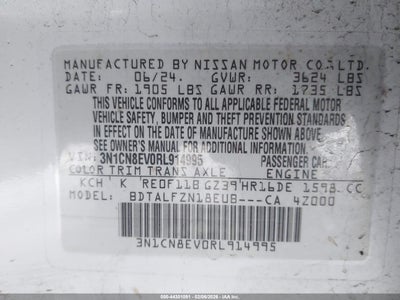 MANUFACTURED BY NISSAN MOTOR CO.,LTD.
DATE: 06/24. GVWR: 3624 LBS
GAWR FR: 1905 LBS GAWR RR: 1735 LBS
THIS VEHICLE CONFORMS TO ALL APPLICABLE FEDERAL MOTOR
VEHICLE SAFETY, BUMPER AND THEFT PREVENTION STANDARDS
IN EFFECT ON THE DATE OF MANUFACTURE SHOWN ABOVE.
SEE OWNER'S MANUAL FOR ADDITIONAL INFORMATION
VIN: 3N1CN8EV0RL914995 PASSENGER CAR
COLOR TRIM TRANS AXLE ENGINE
KCH K RE0F11B GZ39 HR16DE 1598 CC
MODEL: BDTALFZN18EUB---CA 4Z000
3N1CN8EV0RL914995